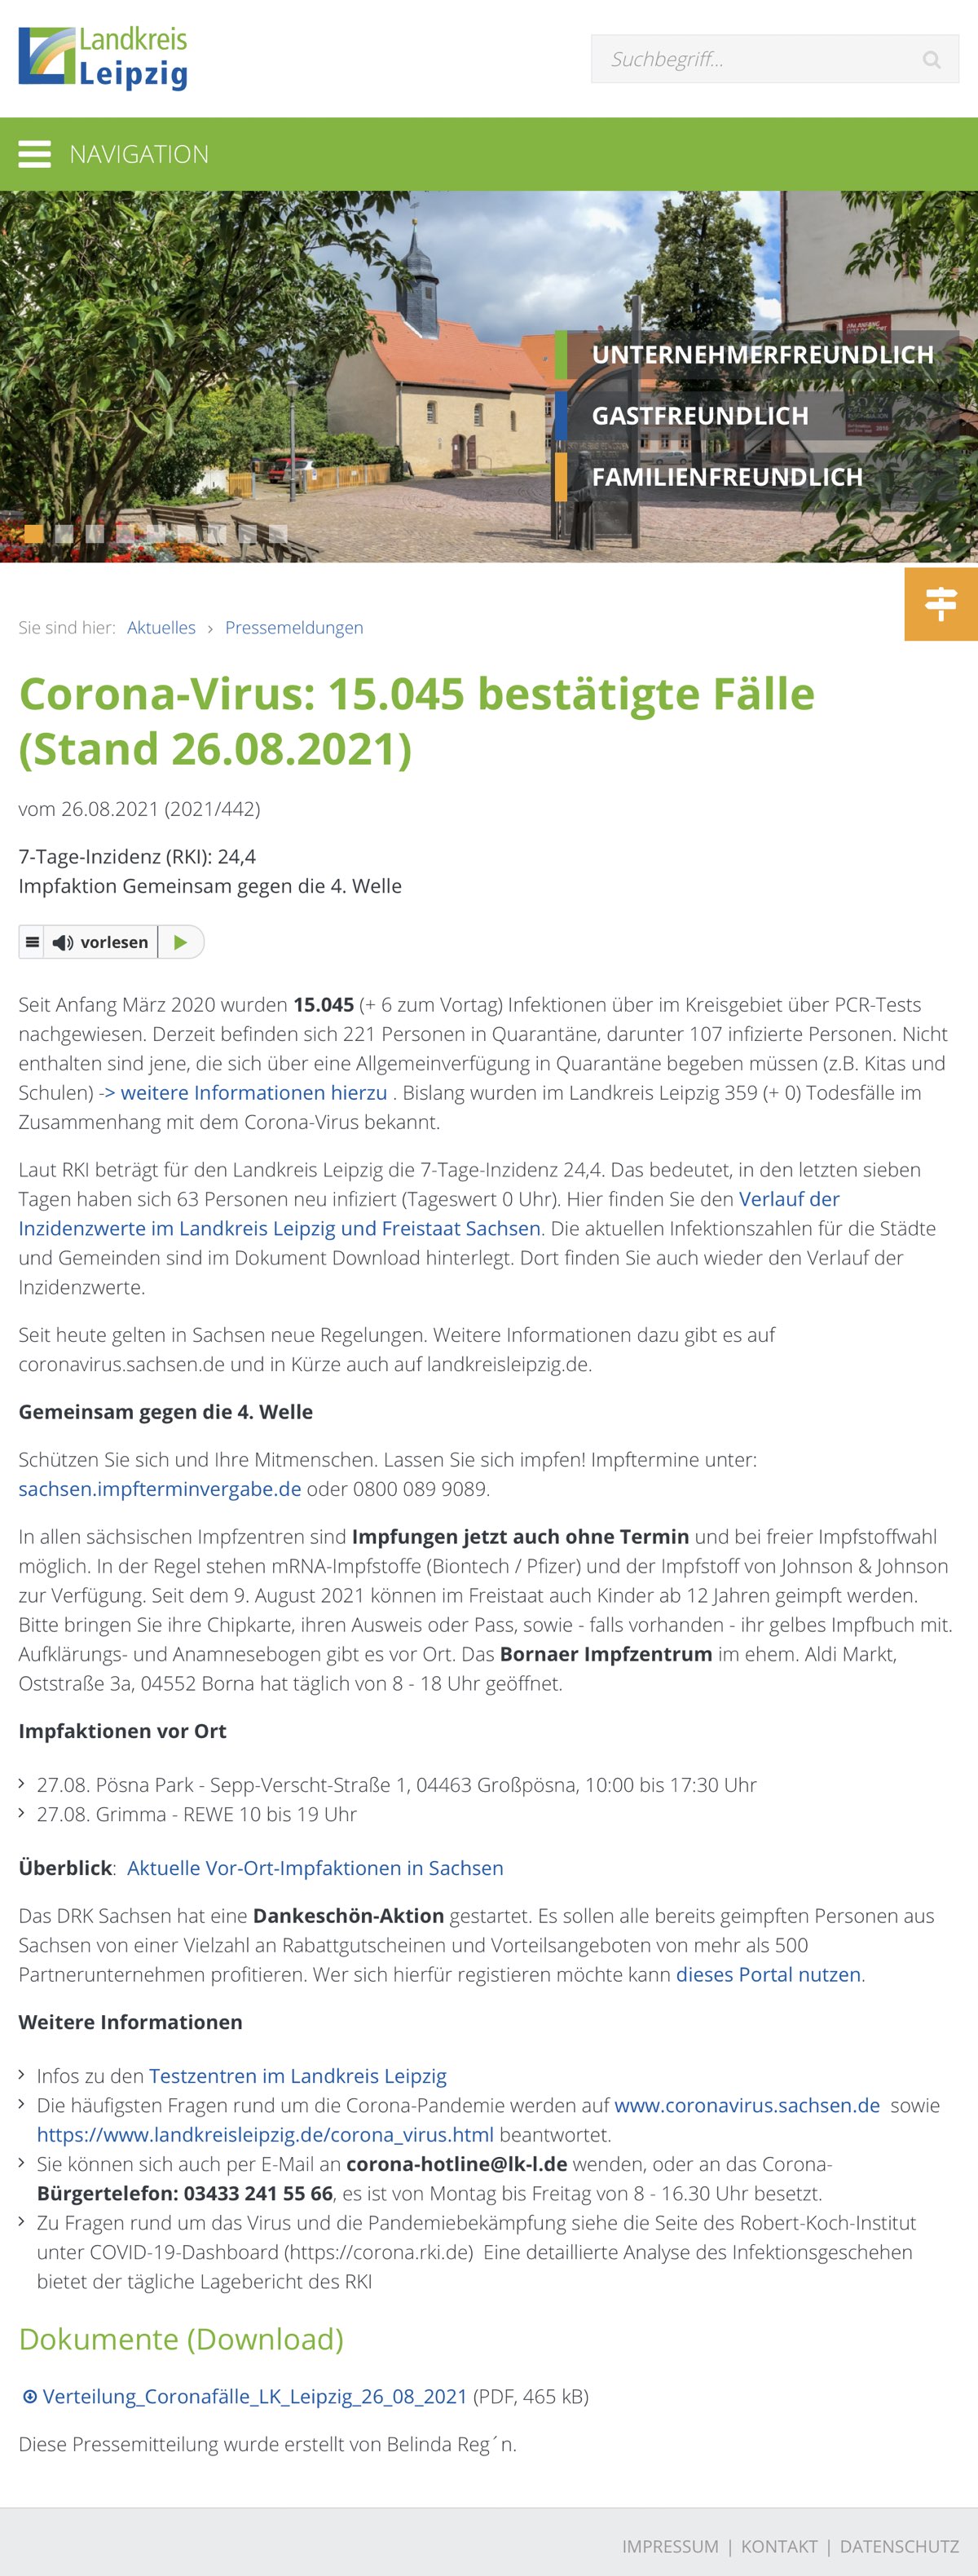 Landkreis
Leipzig
Suchbegriff...
NAVIGATION
UNTERNEHMERFREUNDLICH
GASTFREUNDLICH
FAMILIENFREUNDLICH
Sie sind hier: Aktuelles › Pressemeldungen
Corona-Virus: 15.045 bestätigte Fälle
(Stand 26.08.2021)
vom 26.08.2021 (2021/442)
7-Tage-Inzidenz (RKI): 24,4
Impfaktion Gemeinsam gegen die 4. Welle
vorlesen
Seit Anfang März 2020 wurden 15.045 (+ 6 zum Vortag) Infektionen über im Kreisgebiet über PCR-Tests
nachgewiesen. Derzeit befinden sich 221 Personen in Quarantäne, darunter 107 infizierte Personen. Nicht
enthalten sind jene, die sich über eine Allgemeinverfügung in Quarantäne begeben müssen (z.B. Kitas und
Schulen) -> weitere Informationen hierzu . Bislang wurden im Landkreis Leipzig 359 (+ 0) Todesfälle im
Zusammenhang mit dem Corona-Virus bekannt.
Laut RKI beträgt für den Landkreis Leipzig die 7-Tage-Inzidenz 24,4. Das bedeutet, in den letzten sieben
Tagen haben sich 63 Personen neu infiziert (Tageswert 0 Uhr). Hier finden Sie den Verlauf der
Inzidenzwerte im Landkreis Leipzig und Freistaat Sachsen. Die aktuellen Infektionszahlen für die Städte
und Gemeinden sind im Dokument Download hinterlegt. Dort finden Sie auch wieder den Verlauf der
Inzidenzwerte.
Seit heute gelten in Sachsen neue Regelungen. Weitere Informationen dazu gibt es auf
coronavirus.sachsen.de und in Kürze auch auf landkreisleipzig.de.
Gemeinsam gegen die 4. Welle
Schützen Sie sich und Ihre Mitmenschen. Lassen Sie sich impfen! Impftermine unter:
sachsen.impfterminvergabe.de oder 0800 089 9089.
In allen sächsischen Impfzentren sind Impfungen jetzt auch ohne Termin und bei freier Impfstoffwahl
möglich. In der Regel stehen mRNA-Impfstoffe (Biontech / Pfizer) und der Impfstoff von Johnson & Johnson
zur Verfügung. Seit dem 9. August 2021 können im Freistaat auch Kinder ab 12 Jahren geimpft werden.
Bitte bringen Sie ihre Chipkarte, ihren Ausweis oder Pass, sowie - falls vorhanden - ihr gelbes Impfbuch mit.
Aufklärungs- und Anamnesebogen gibt es vor Ort. Das Bornaer Impfzentrum im ehem. Aldi Markt,
Oststraße 3a, 04552 Borna hat täglich von 8 - 18 Uhr geöffnet.
Impfaktionen vor Ort
› 27.08. Pösna Park - Sepp-Verscht-Straße 1, 04463 Großpösna, 10:00 bis 17:30 Uhr
› 27.08. Grimma - REWE 10 bis 19 Uhr
Überblick: Aktuelle Vor-Ort-Impfaktionen in Sachsen
Das DRK Sachsen hat eine Dankeschön-Aktion gestartet. Es sollen alle bereits geimpften Personen aus
Sachsen von einer Vielzahl an Rabattgutscheinen und Vorteilsangeboten von mehr als 500
Partnerunternehmen profitieren. Wer sich hierfür registieren möchte kann dieses Portal nutzen.
Weitere Informationen
› Infos zu den Testzentren im Landkreis Leipzig
› Die häufigsten Fragen rund um die Corona-Pandemie werden auf www.coronavirus.sachsen.de sowie
https://www.landkreisleipzig.de/corona_virus.html beantwortet.
› Sie können sich auch per E-Mail an corona-hotline@lk-l.de wenden, oder an das Corona-
Bürgertelefon: 03433 241 55 66, es ist von Montag bis Freitag von 8 - 16.30 Uhr besetzt.
› Zu Fragen rund um das Virus und die Pandemiebekämpfung siehe die Seite des Robert-Koch-Institut
unter COVID-19-Dashboard (https://corona.rki.de) Eine detaillierte Analyse des Infektionsgeschehen
bietet der tägliche Lagebericht des RKI
Dokumente (Download)
Verteilung_Coronafälle_LK_Leipzig_26_08_2021 (PDF, 465 kB)
Diese Pressemitteilung wurde erstellt von Belinda Reg´n.
IMPRESSUM | KONTAKT | DATENSCHUTZ